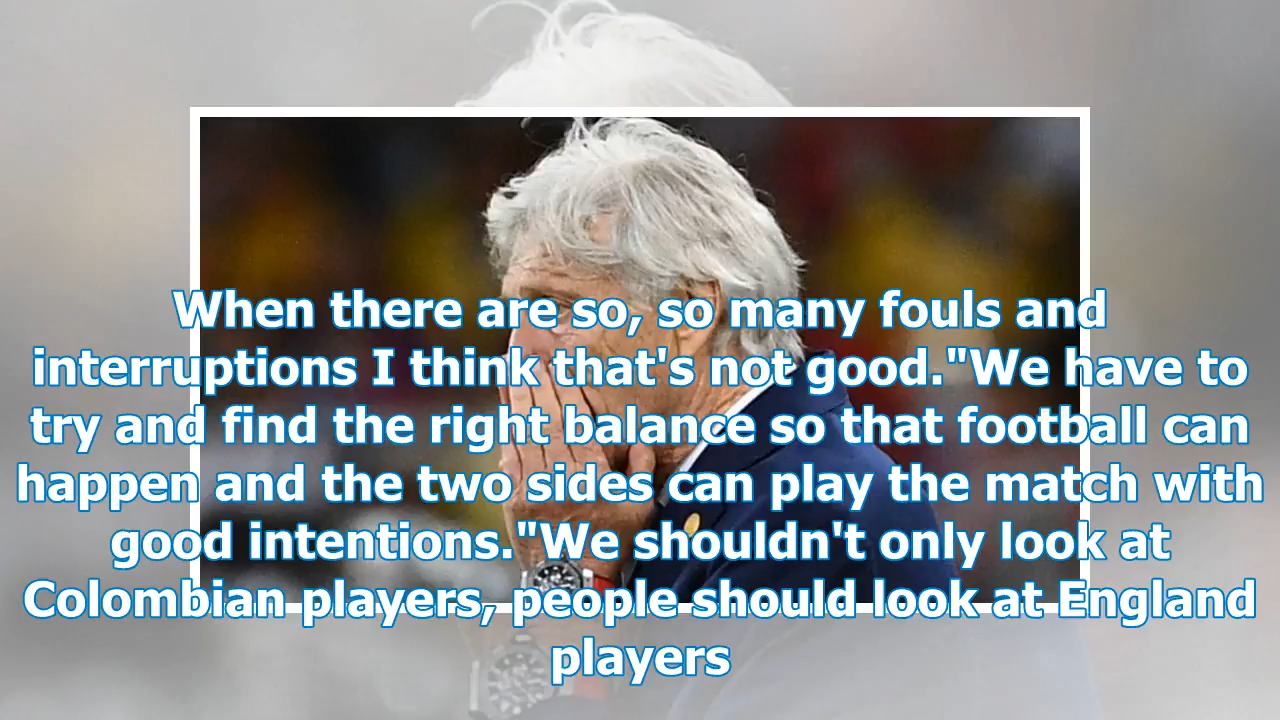 When there are so, so many fouls and
interruptions I think that's not good."We have to
try and find the right balance so that football can
happen and the two sides can play the match with
good intentions."We shouldn't only look at
Colombian players, people should look at England
players